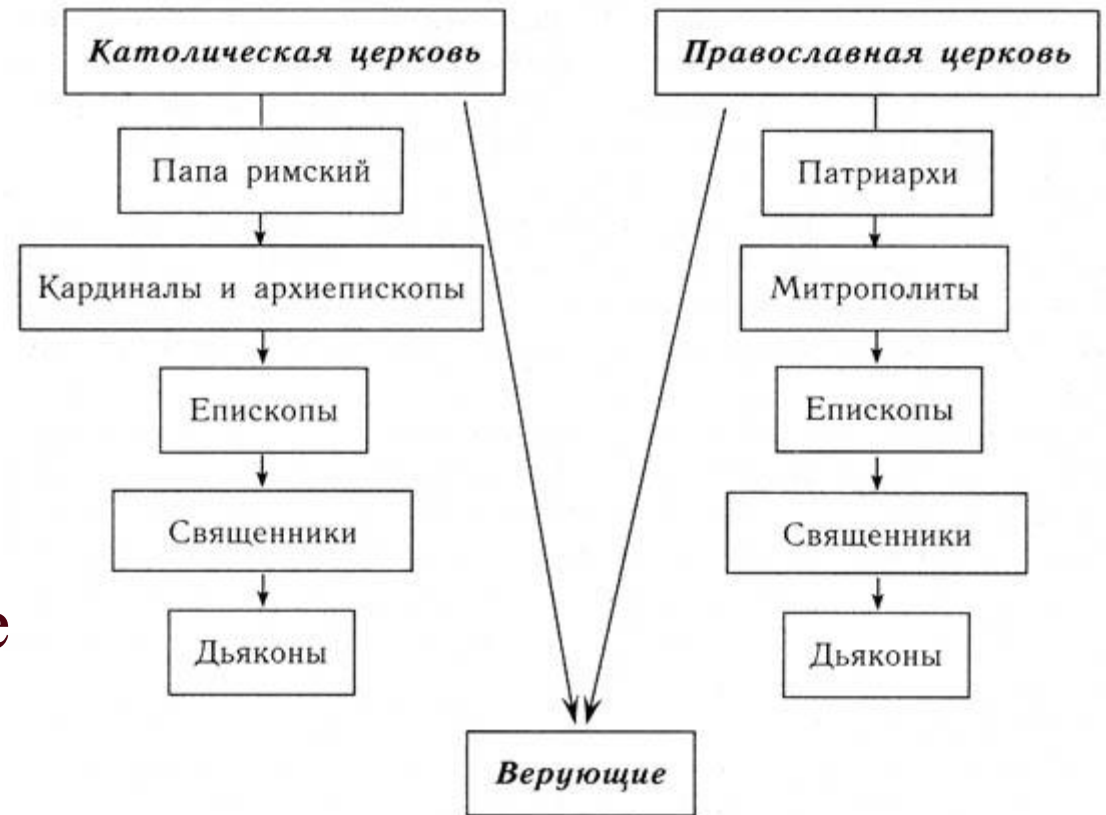 Католическая церковь
Папа римский
Кардиналы и архиепископы
Епископы
Священники
Дьяконы
Православная церковь
Патриархи
Митрополиты
Епископы
Священники
Дьяконы
Верующие
е